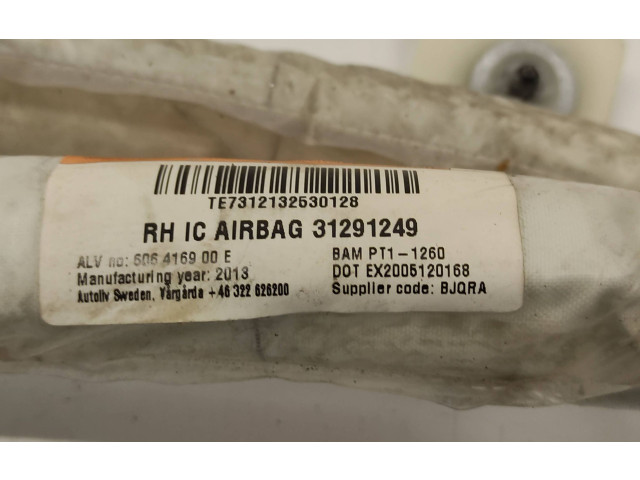 TE7312132530128
RH IC AIRBAG 31291249
ALV no: 606 4169 00 E
BAM PT1-1260
Manufacturing year: 2013
DOT EX2005120168
Autoliv Sweden, Vårgårda +46 322 626200
Supplier code: BJQRA